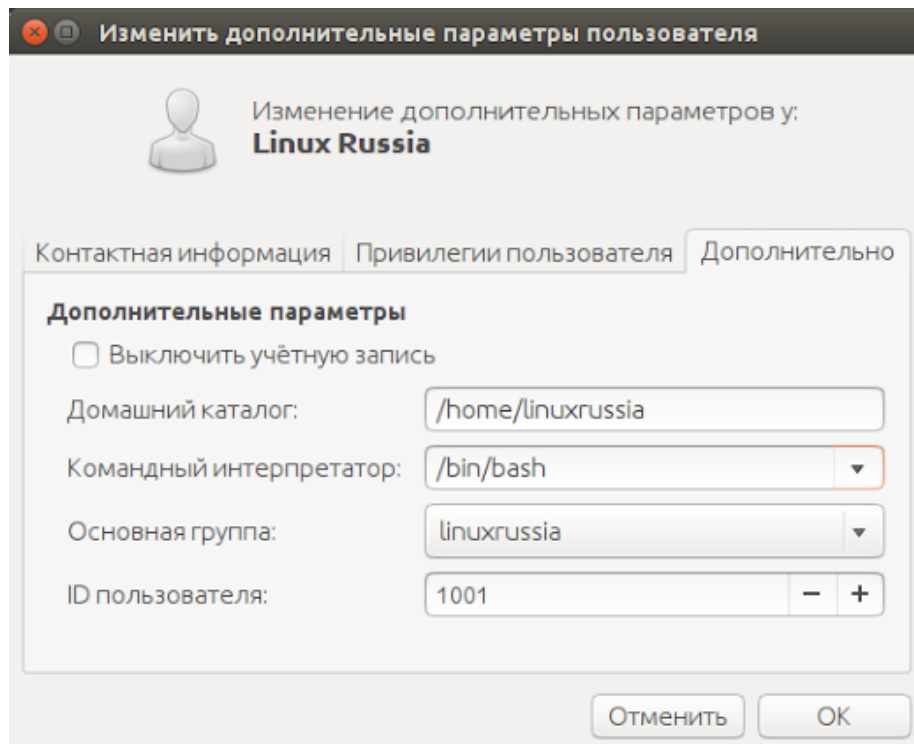 Изменить дополнительные параметры пользователя
Изменение дополнительных параметров у:
Linux Russia
Контактная информация Привилегии пользователя Дополнительно
Дополнительные параметры
Выключить учётную запись
Домашний каталог: /home/linuxrussia
Командный интерпретатор: /bin/bash
Основная группа: linuxrussia
ID пользователя: 1001 − +
Отменить OK